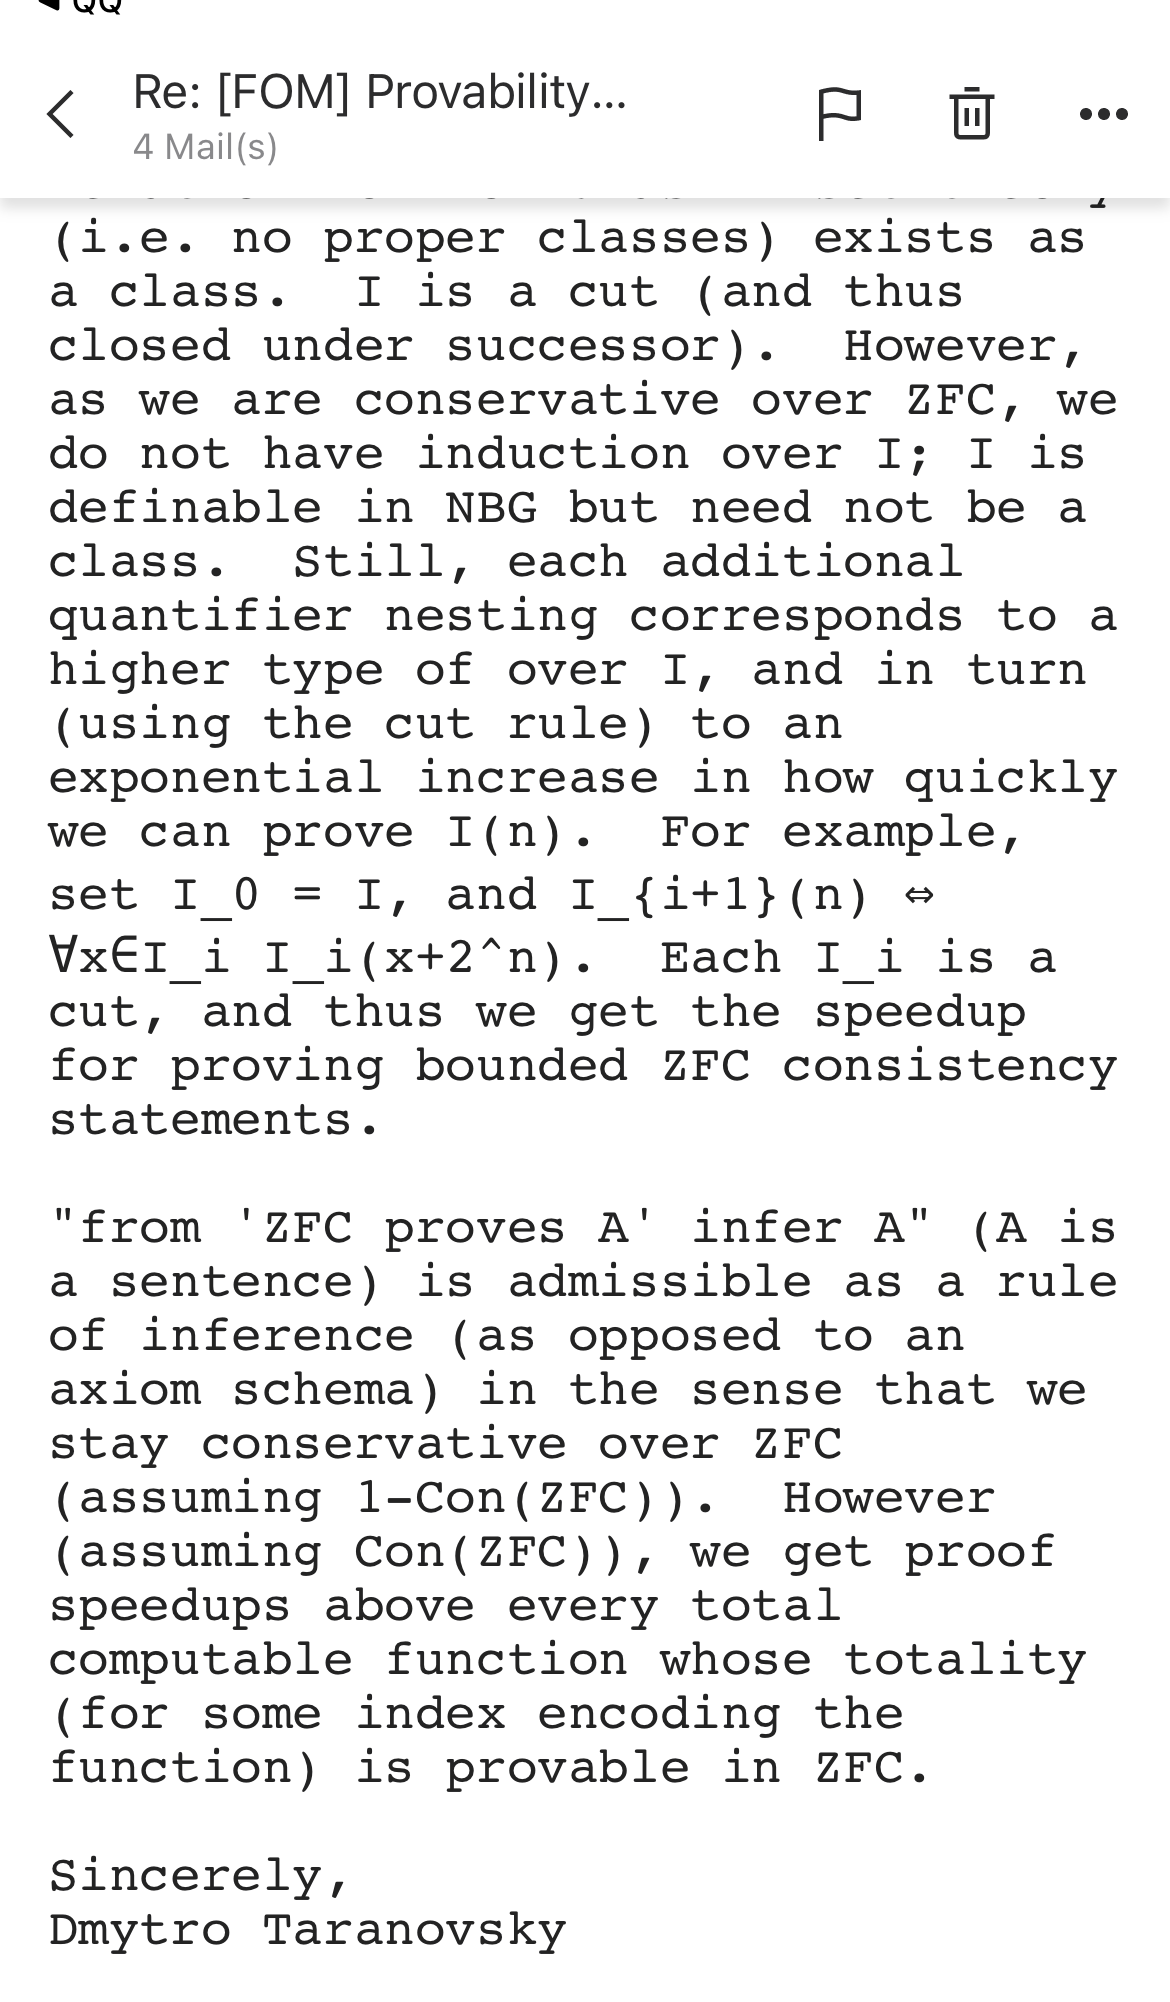 QQ
Re: [FOM] Provability...
4 Mail(s)
(i.e. no proper classes) exists as
a class.  I is a cut (and thus
closed under successor).  However,
as we are conservative over ZFC, we
do not have induction over I; I is
definable in NBG but need not be a
class.  Still, each additional
quantifier nesting corresponds to a
higher type of over I, and in turn
(using the cut rule) to an
exponential increase in how quickly
we can prove I(n).  For example,
set I_0 = I, and I_{i+1}(n) ⇔
∀x∈I_i I_i(x+2^n).  Each I_i is a
cut, and thus we get the speedup
for proving bounded ZFC consistency
statements.
"from 'ZFC proves A' infer A" (A is
a sentence) is admissible as a rule
of inference (as opposed to an
axiom schema) in the sense that we
stay conservative over ZFC
(assuming 1-Con(ZFC)).  However
(assuming Con(ZFC)), we get proof
speedups above every total
computable function whose totality
(for some index encoding the
function) is provable in ZFC.
Sincerely,
Dmytro Taranovsky